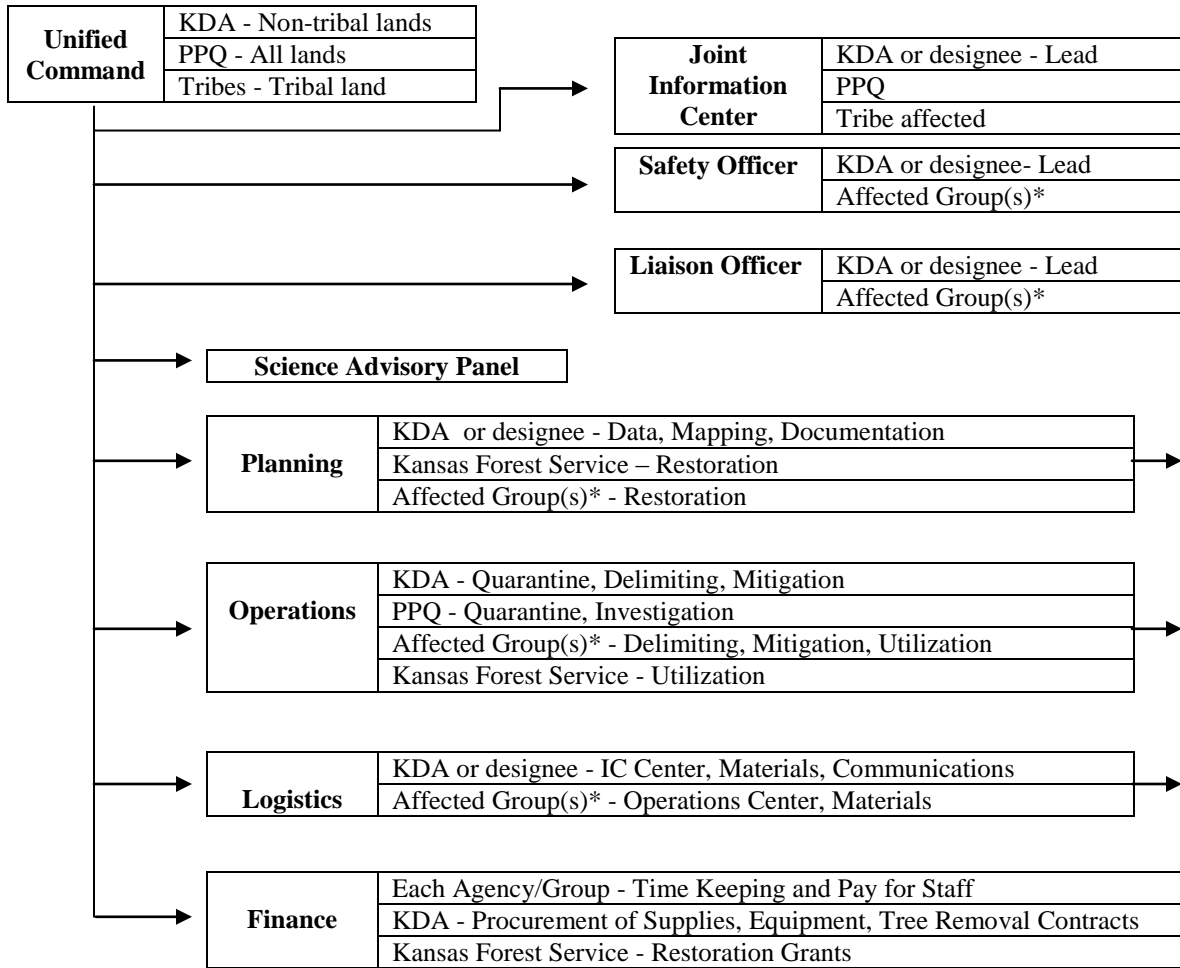 Unified Command
KDA - Non-tribal lands
PPQ - All lands
Tribes - Tribal land
Joint Information Center
KDA or designee - Lead
PPQ
Tribe affected
Safety Officer
KDA or designee- Lead
Affected Group(s)*
Liaison Officer
KDA or designee - Lead
Affected Group(s)*
Science Advisory Panel
Planning
KDA or designee - Data, Mapping, Documentation
Kansas Forest Service – Restoration
Affected Group(s)* - Restoration
Operations
KDA - Quarantine, Delimiting, Mitigation
PPQ - Quarantine, Investigation
Affected Group(s)* - Delimiting, Mitigation, Utilization
Kansas Forest Service - Utilization
Logistics
KDA or designee - IC Center, Materials, Communications
Affected Group(s)* - Operations Center, Materials
Finance
Each Agency/Group - Time Keeping and Pay for Staff
KDA - Procurement of Supplies, Equipment, Tree Removal Contracts
Kansas Forest Service - Restoration Grants